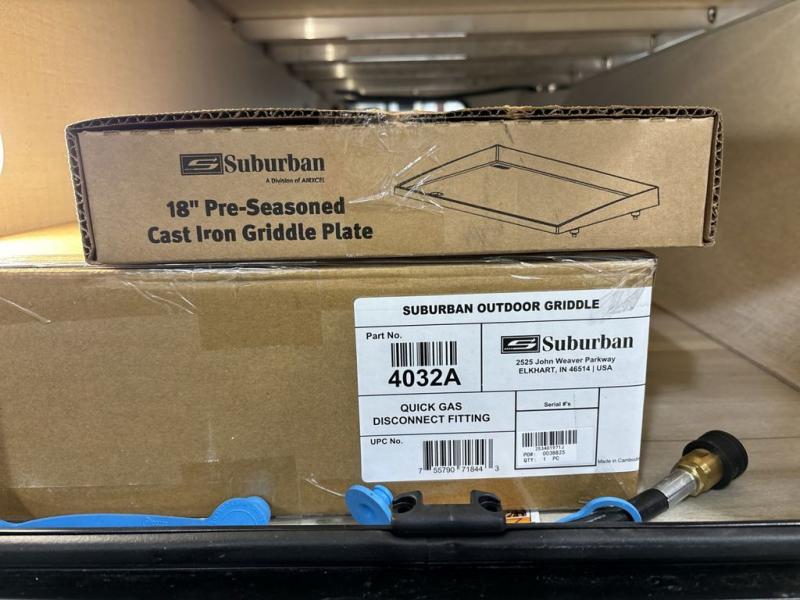 Suburban
A Division of AIRXCEL
18" Pre-Seasoned
Cast Iron Griddle Plate
SUBURBAN OUTDOOR GRIDDLE
Part No.
4032A
Suburban
2525 John Weaver Parkway
ELKHART, IN 46514 | USA
QUICK GAS
DISCONNECT FITTING
Serial #'s
PO#: 0038825
QTY: 1 PC
UPC No.
7 55790 71844 3
Made in